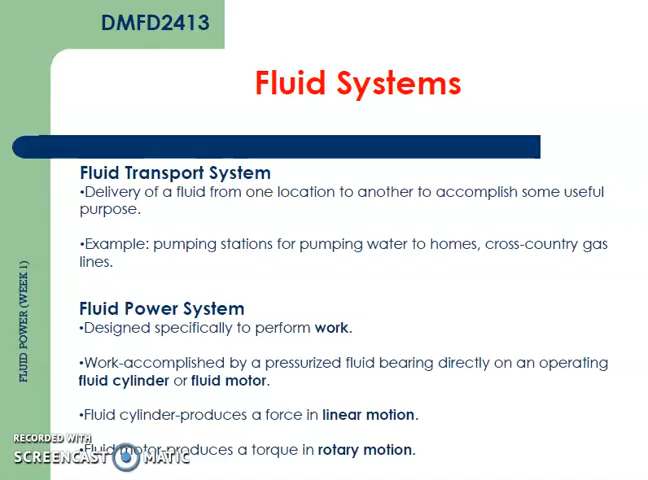 DMFD2413
Fluid Systems
Fluid Transport System
•Delivery of a fluid from one location to another to accomplish some useful
purpose.
•Example: pumping stations for pumping water to homes, cross-country gas
lines.
Fluid Power System
•Designed specifically to perform work.
•Work-accomplished by a pressurized fluid bearing directly on an operating
fluid cylinder or fluid motor.
•Fluid cylinder-produces a force in linear motion.
•Fluid motor-produces a torque in rotary motion.
FLUID POWER (WEEK 1)
RECORDED WITH
SCREENCAST MATIC